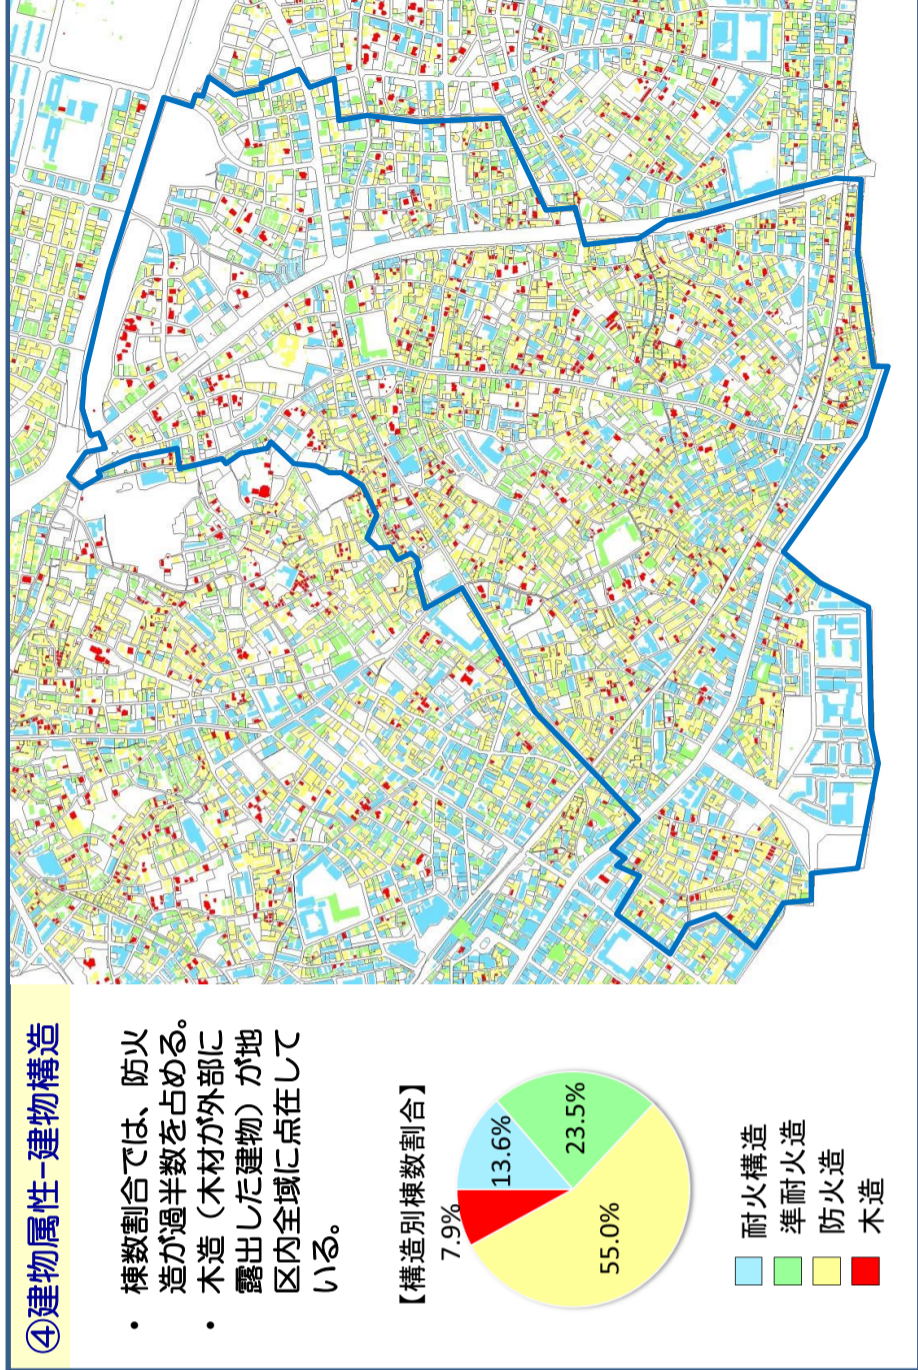 ④建物属性-建物構造
・ 棟数割合では、防火
造が過半数を占める。
・ 木造（木材が外部に
露出した建物）が地
区内全域に点在して
いる。
【構造別棟数割合】
7.9%
13.6%
23.5%
55.0%
耐火構造
準耐火造
防火造
木造